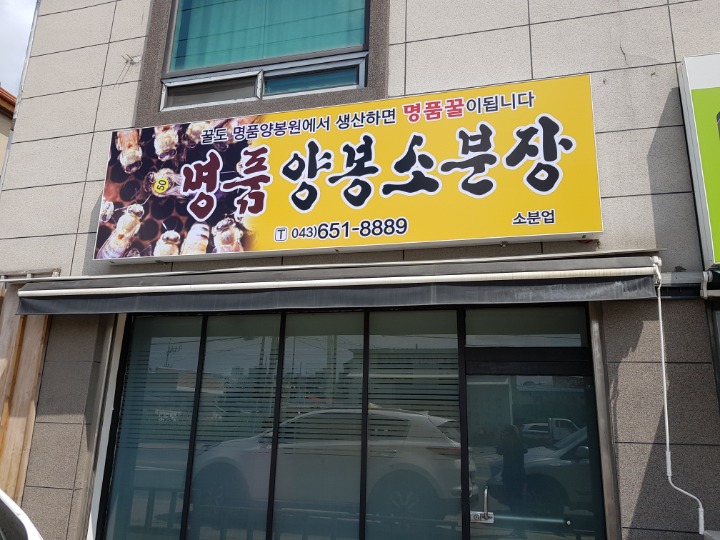 꿀도 명품양봉원에서 생산하면 명품꿀이됩니다
명품 양봉소분장
50
T 043)651-8889
소분업